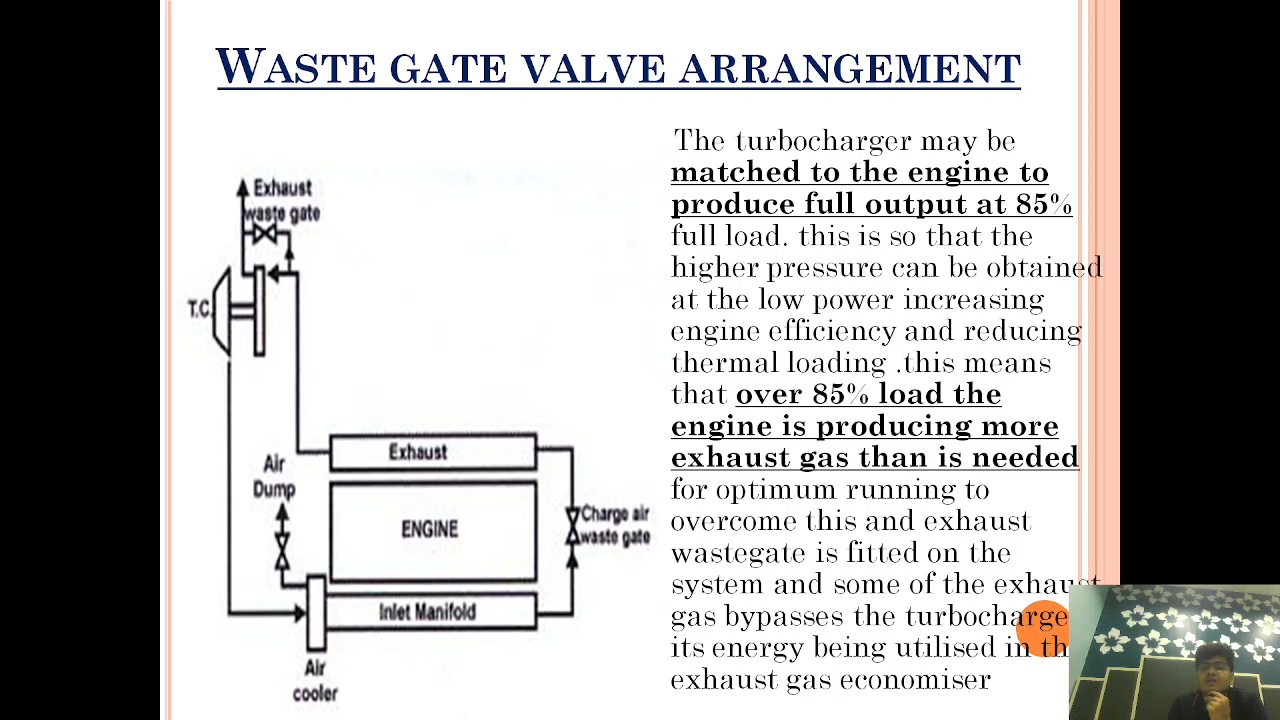 WASTE GATE VALVE ARRANGEMENT
Exhaust
waste gate
T.C.
Exhaust
Air
Dump
ENGINE
Charge air
waste gate
Inlet Manifold
Air
cooler
The turbocharger may be
matched to the engine to
produce full output at 85%
full load. this is so that the
higher pressure can be obtained
at the low power increasing
engine efficiency and reducing
thermal loading .this means
that over 85% load the
engine is producing more
exhaust gas than is needed
for optimum running to
overcome this and exhaust
wastegate is fitted on the
system and some of the exhaust
gas bypasses the turbocharge
its energy being utilised in th
exhaust gas economiser